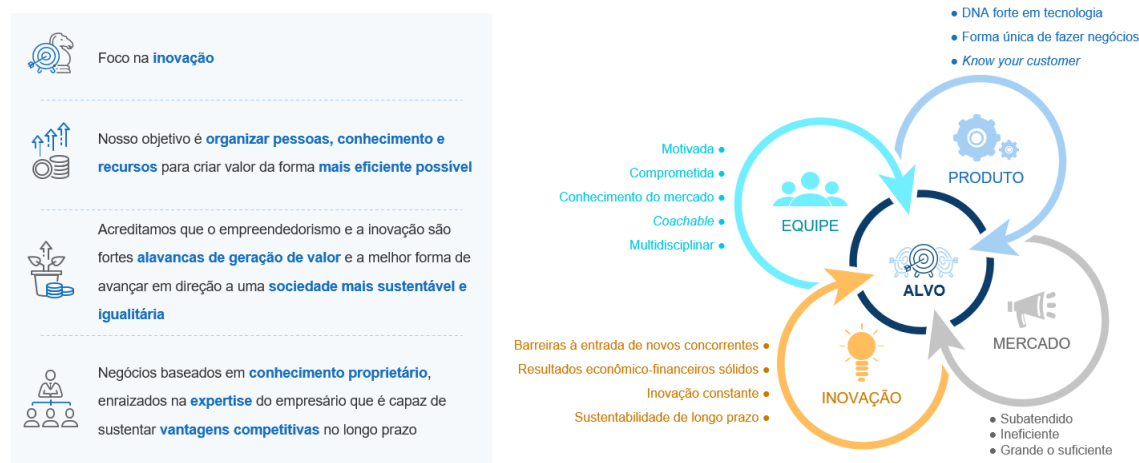 Foco na inovação
Nosso objetivo é organizar pessoas, conhecimento e
recursos para criar valor da forma mais eficiente possível
Acreditamos que o empreendedorismo e a inovação são
fortes alavancas de geração de valor e a melhor forma de
avançar em direção a uma sociedade mais sustentável e
igualitária
Negócios baseados em conhecimento proprietário,
enraizados na expertise do empresário que é capaz de
sustentar vantagens competitivas no longo prazo
● DNA forte em tecnologia
● Forma única de fazer negócios
● Know your customer
PRODUTO
Motivada ●
Comprometida ●
Conhecimento do mercado ●
Coachable ●
Multidisciplinar ●
EQUIPE
ALVO
MERCADO
● Subatendido
● Ineficiente
● Grande o suficiente
Barreiras à entrada de novos concorrentes ●
Resultados econômico-financeiros sólidos ●
Inovação constante ●
Sustentabilidade de longo prazo ●
INOVAÇÃO